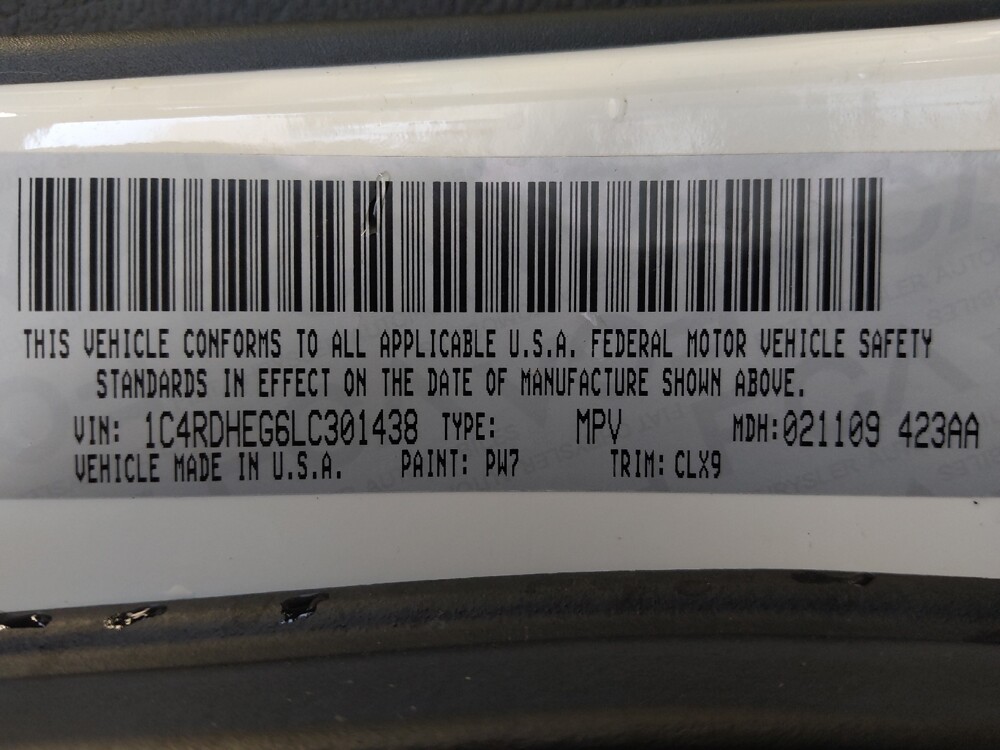 THIS VEHICLE CONFORMS TO ALL APPLICABLE U.S.A. FEDERAL MOTOR VEHICLE SAFETY
STANDARDS IN EFFECT ON THE DATE OF MANUFACTURE SHOWN ABOVE.
VIN: 1C4RDHEG6LC301438 TYPE: MPV MDH:021109 423AA
VEHICLE MADE IN U.S.A. PAINT: PW7 TRIM: CLX9